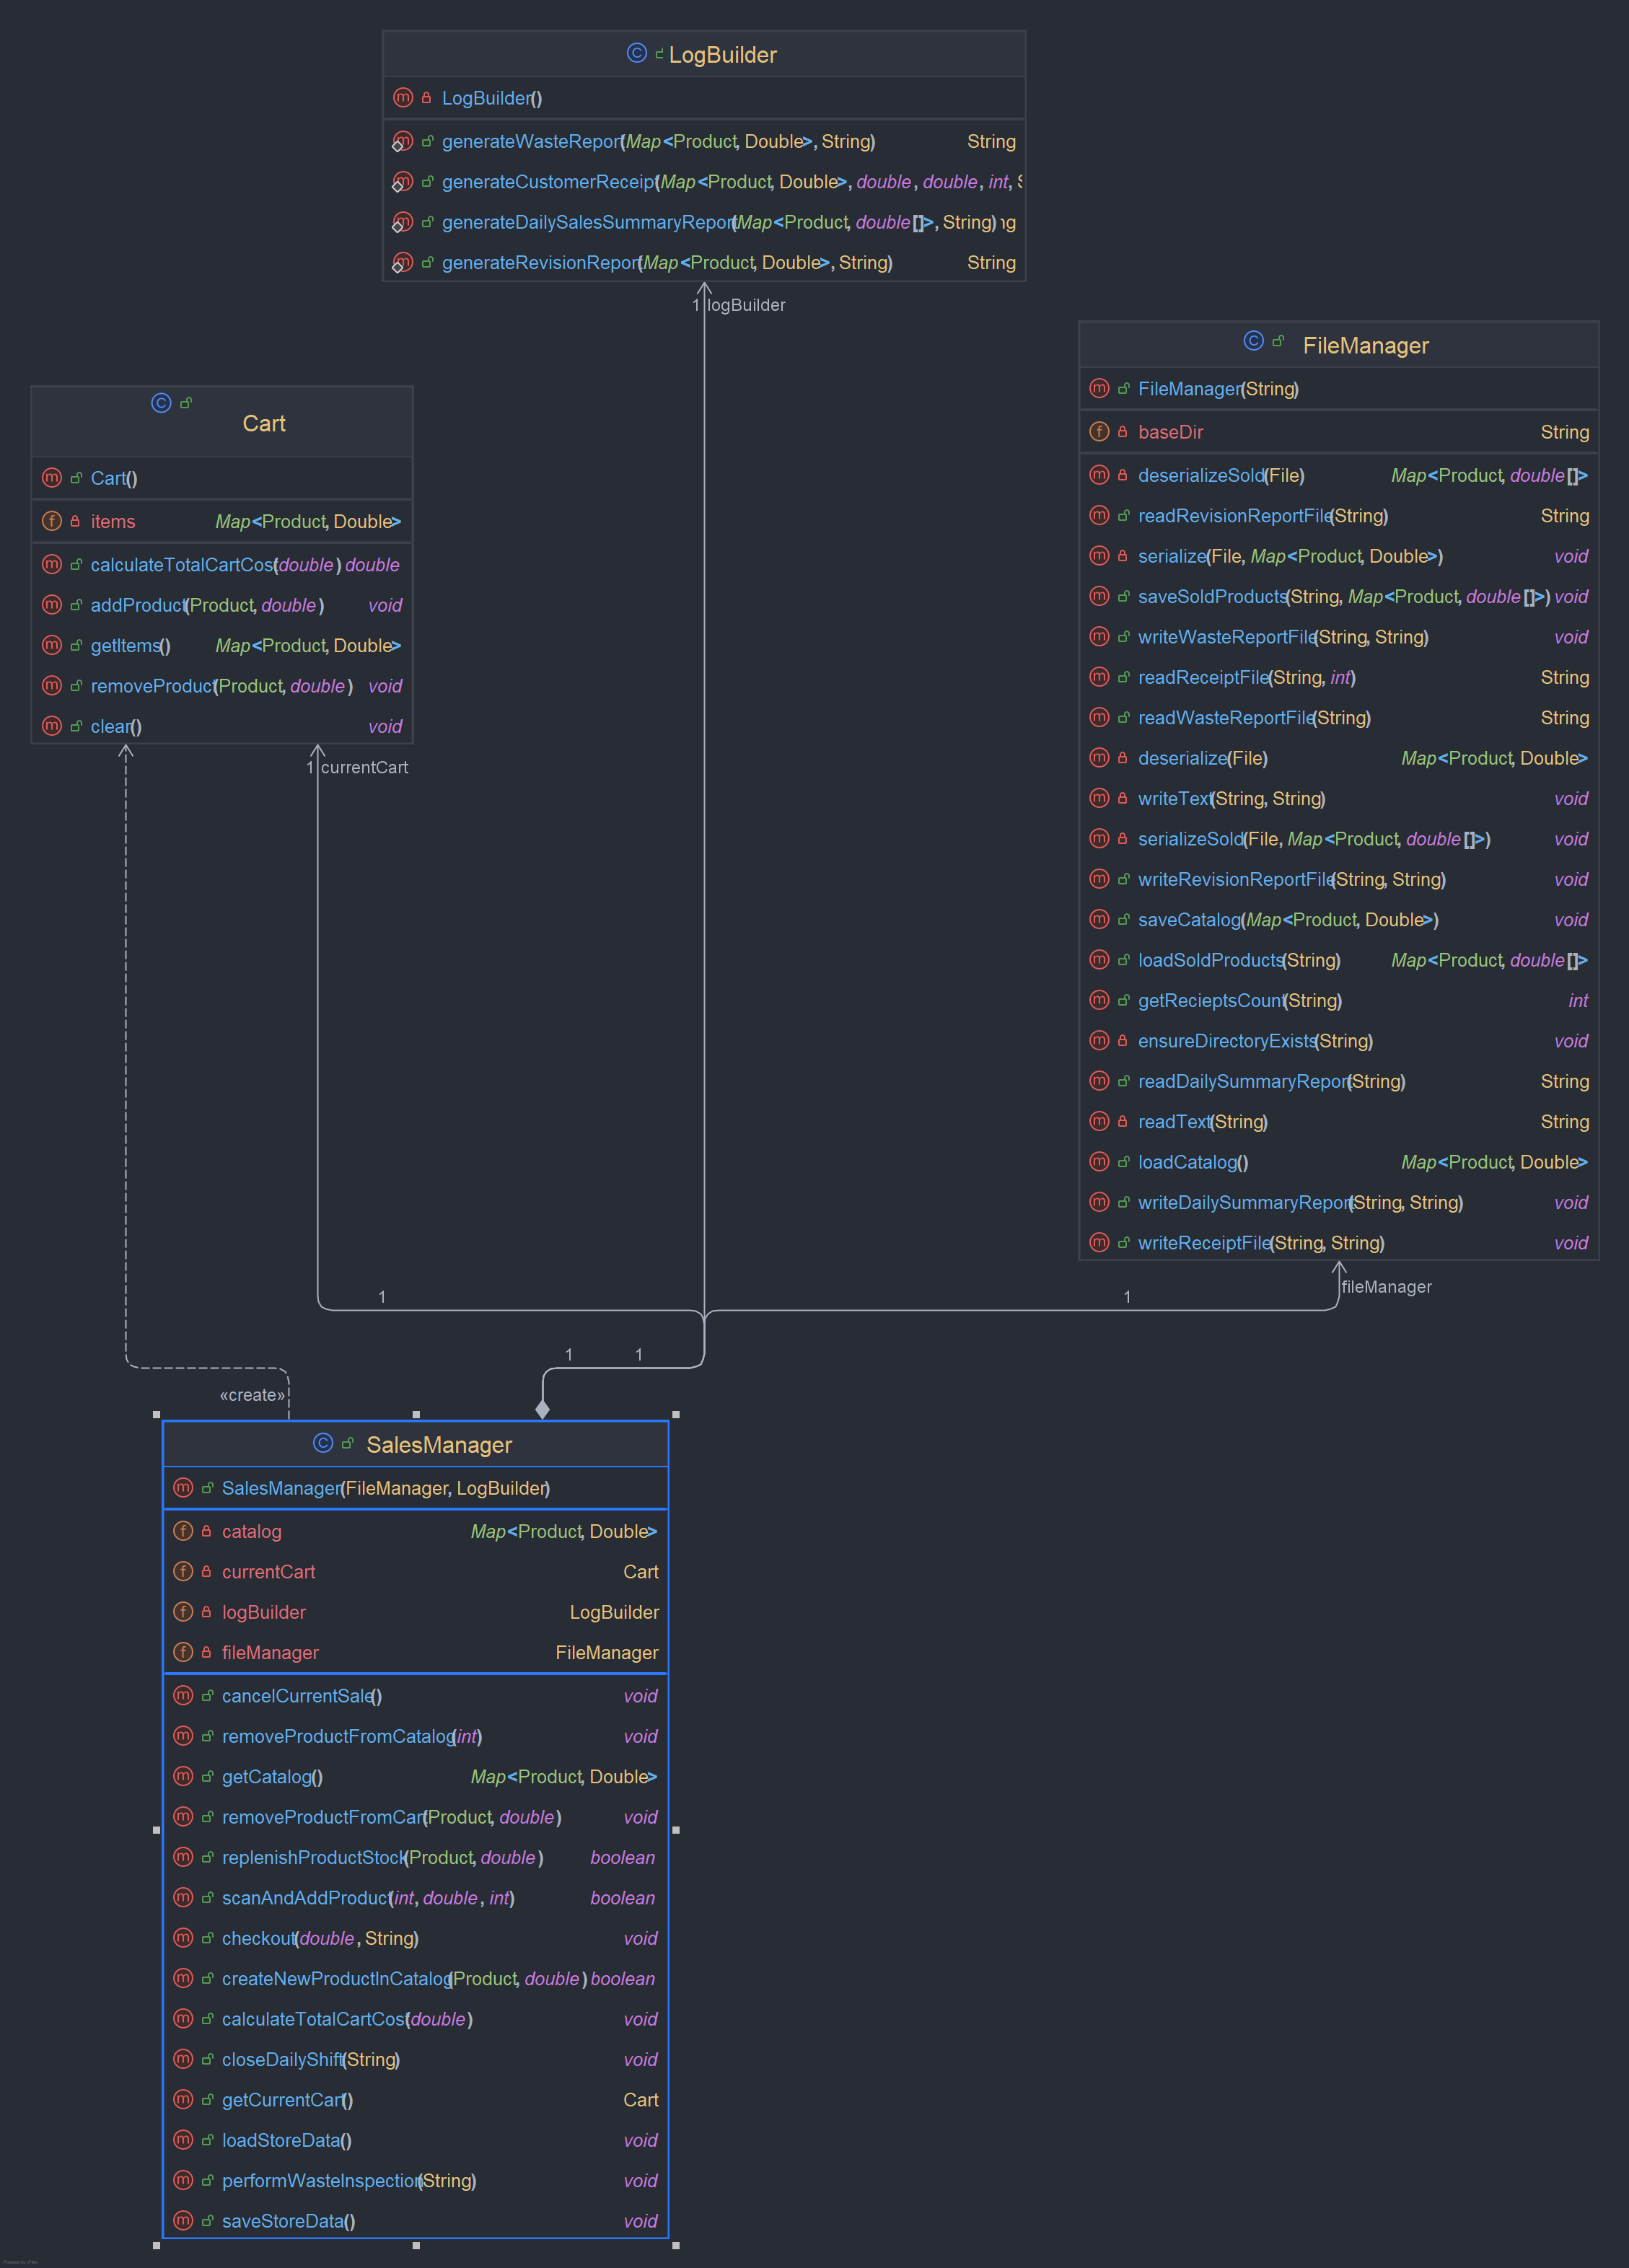 LogBuilder
LogBuilder()
generateWasteReport(Map<Product, Double>, String) String
generateCustomerReceipt(Map<Product, Double>, double, double, int, S
generateDailySalesSummaryReport(Map<Product, double[]>, String) ng
generateRevisionReport(Map<Product, Double>, String) String
1 logBuilder
FileManager
FileManager(String)
baseDir String
deserializeSold(File) Map<Product, double[]>
readRevisionReportFile(String) String
serialize(File, Map<Product, Double>) void
saveSoldProducts(String, Map<Product, double[]>) void
writeWasteReportFile(String, String) void
readReceiptFile(String, int) String
readWasteReportFile(String) String
deserialize(File) Map<Product, Double>
writeText(String, String) void
serializeSold(File, Map<Product, double[]>) void
writeRevisionReportFile(String, String) void
saveCatalog(Map<Product, Double>) void
loadSoldProducts(String) Map<Product, double[]>
getRecieptsCount(String) int
ensureDirectoryExists(String) void
readDailySummaryReport(String) String
readText(String) String
loadCatalog() Map<Product, Double>
writeDailySummaryReport(String, String) void
writeReceiptFile(String, String) void
fileManager
Cart
Cart()
items Map<Product, Double>
calculateTotalCartCost(double) double
addProduct(Product, double) void
getItems() Map<Product, Double>
removeProduct(Product, double) void
clear() void
1 currentCart
1
1
1
1
«create»
SalesManager
SalesManager(FileManager, LogBuilder)
catalog Map<Product, Double>
currentCart Cart
logBuilder LogBuilder
fileManager FileManager
cancelCurrentSale() void
removeProductFromCatalog(int) void
getCatalog() Map<Product, Double>
removeProductFromCart(Product, double) void
replenishProductStock(Product, double) boolean
scanAndAddProduct(int, double, int) boolean
checkout(double, String) void
createNewProductInCatalog(Product, double) boolean
calculateTotalCartCost(double) void
closeDailyShift(String) void
getCurrentCart() Cart
loadStoreData() void
performWasteInspection(String) void
saveStoreData() void
Powered by yFiles